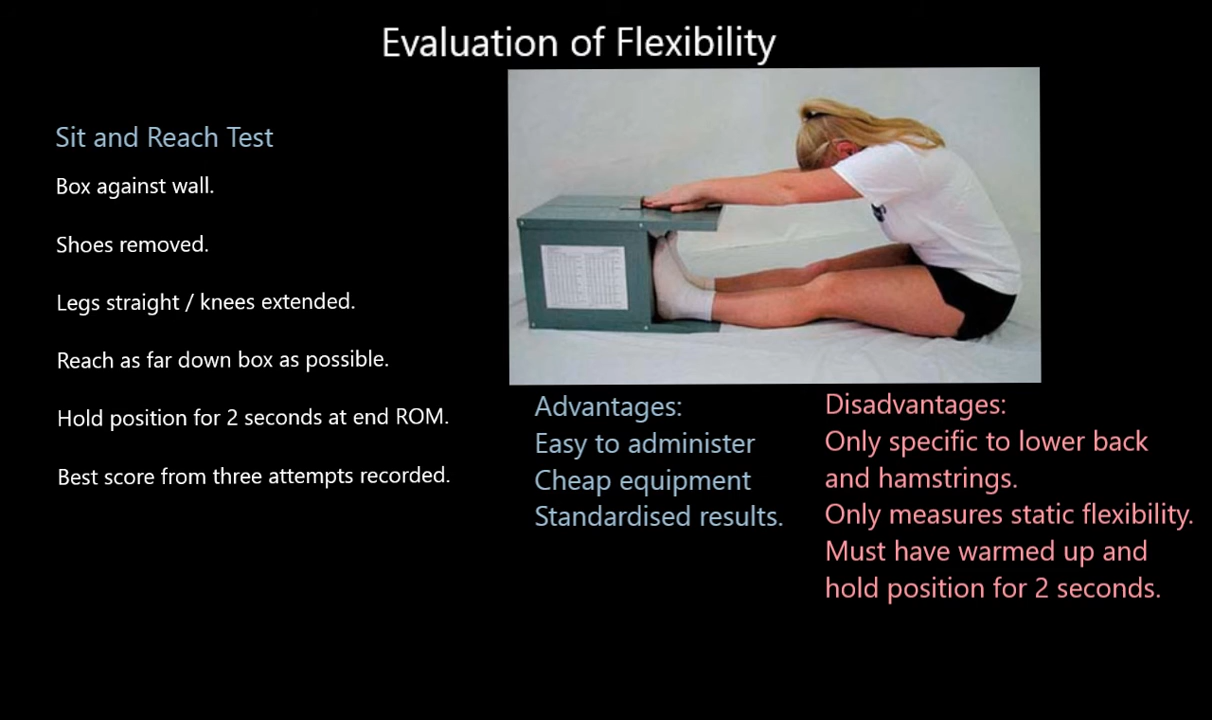 Evaluation of Flexibility
Sit and Reach Test
Box against wall.
Shoes removed.
Legs straight / knees extended.
Reach as far down box as possible.
Hold position for 2 seconds at end ROM.
Best score from three attempts recorded.
Advantages:
Easy to administer
Cheap equipment
Standardised results.
Disadvantages:
Only specific to lower back
and hamstrings.
Only measures static flexibility.
Must have warmed up and
hold position for 2 seconds.